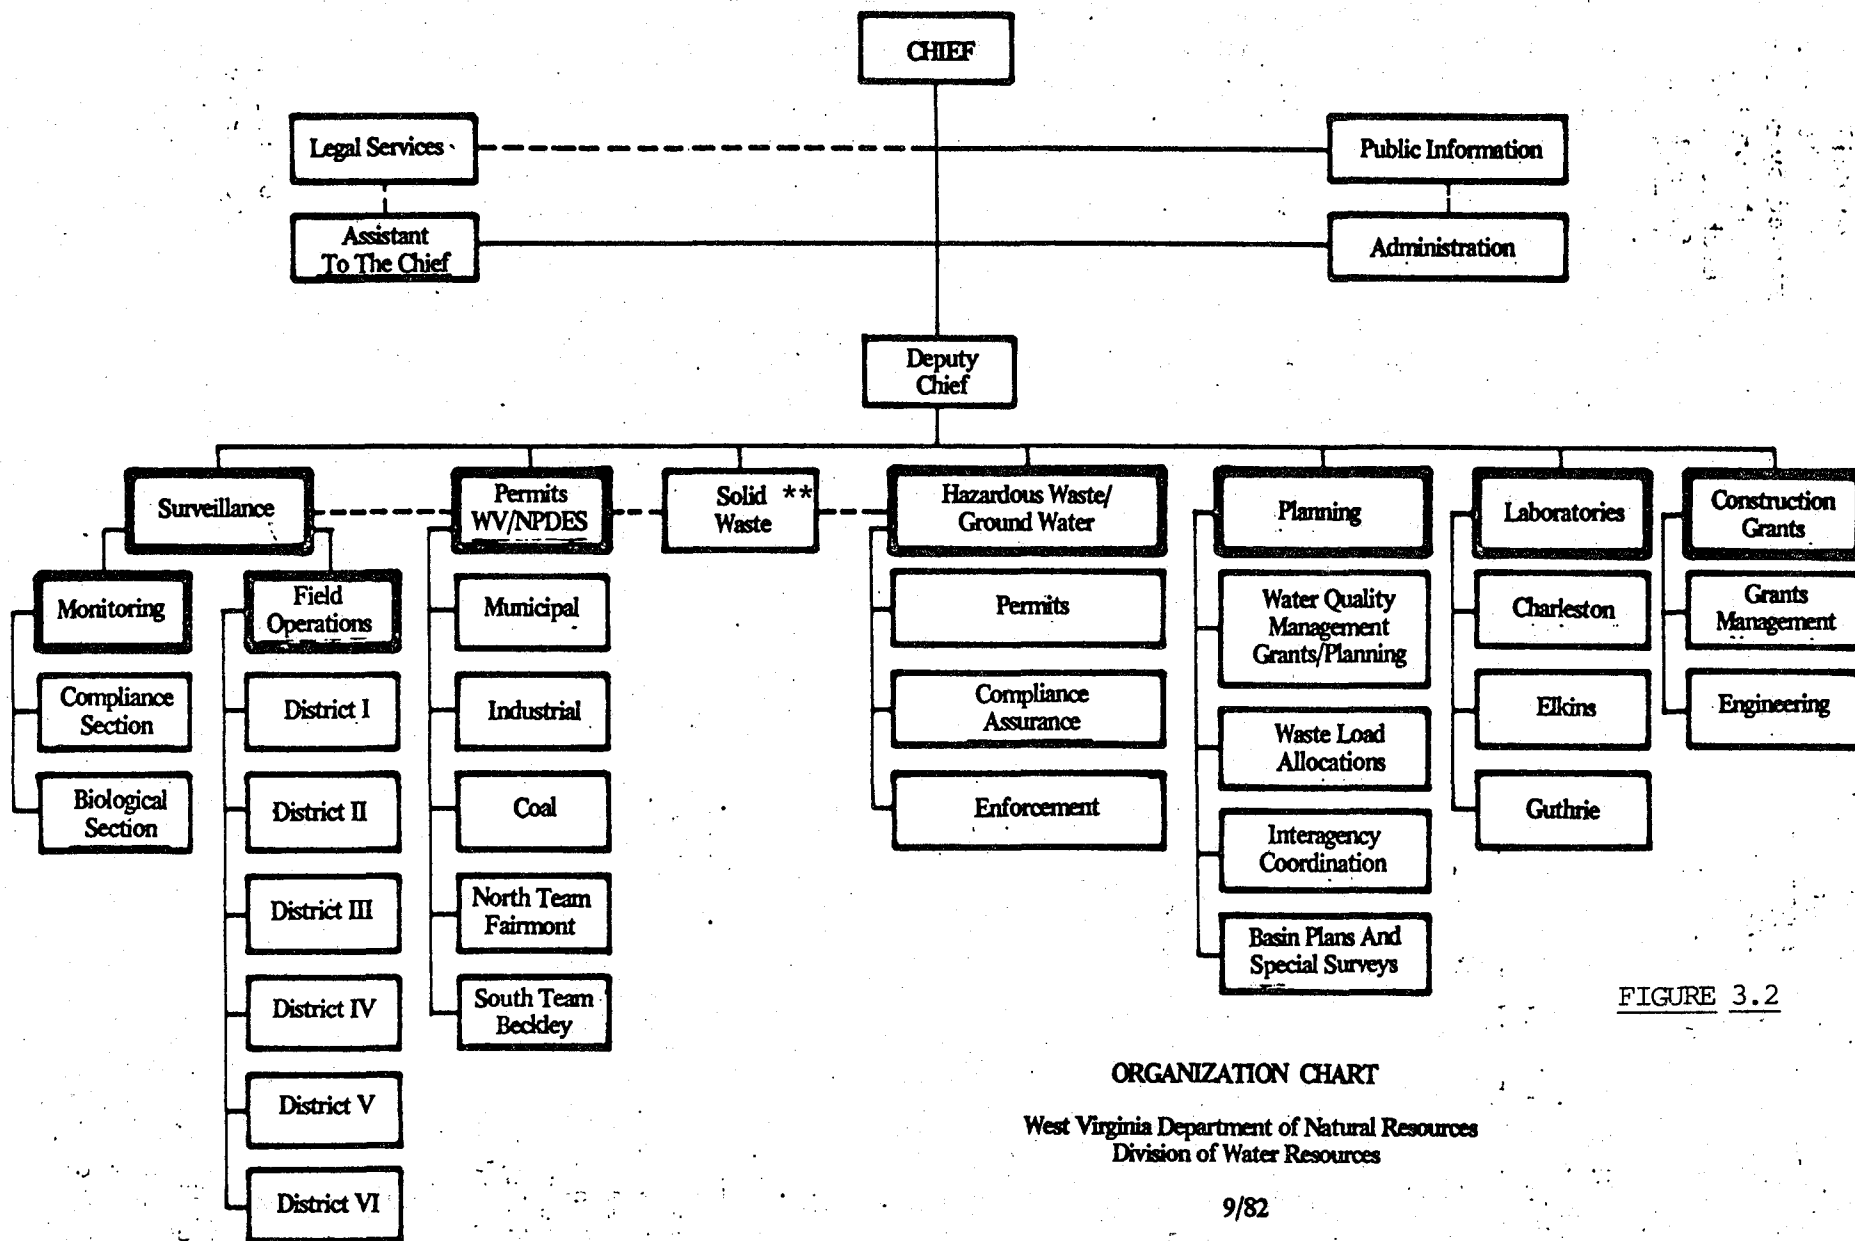 CHIEF
Legal Services
Public Information
Assistant
To The Chief
Administration
Deputy
Chief
Surveillance
Permits
WV/NPDES
Solid **
Waste
Hazardous Waste/
Ground Water
Planning
Laboratories
Construction
Grants
Monitoring
Compliance
Section
Biological
Section
Field
Operations
District I
District II
District III
District IV
District V
District VI
Municipal
Industrial
Coal
North Team
Fairmont
South Team
Beckley
Permits
Compliance
Assurance
Enforcement
Water Quality
Management
Grants/Planning
Waste Load
Allocations
Interagency
Coordination
Basin Plans And
Special Surveys
Charleston
Elkins
Guthrie
Grants
Management
Engineering
FIGURE 3.2
ORGANIZATION CHART
West Virginia Department of Natural Resources
Division of Water Resources
9/82